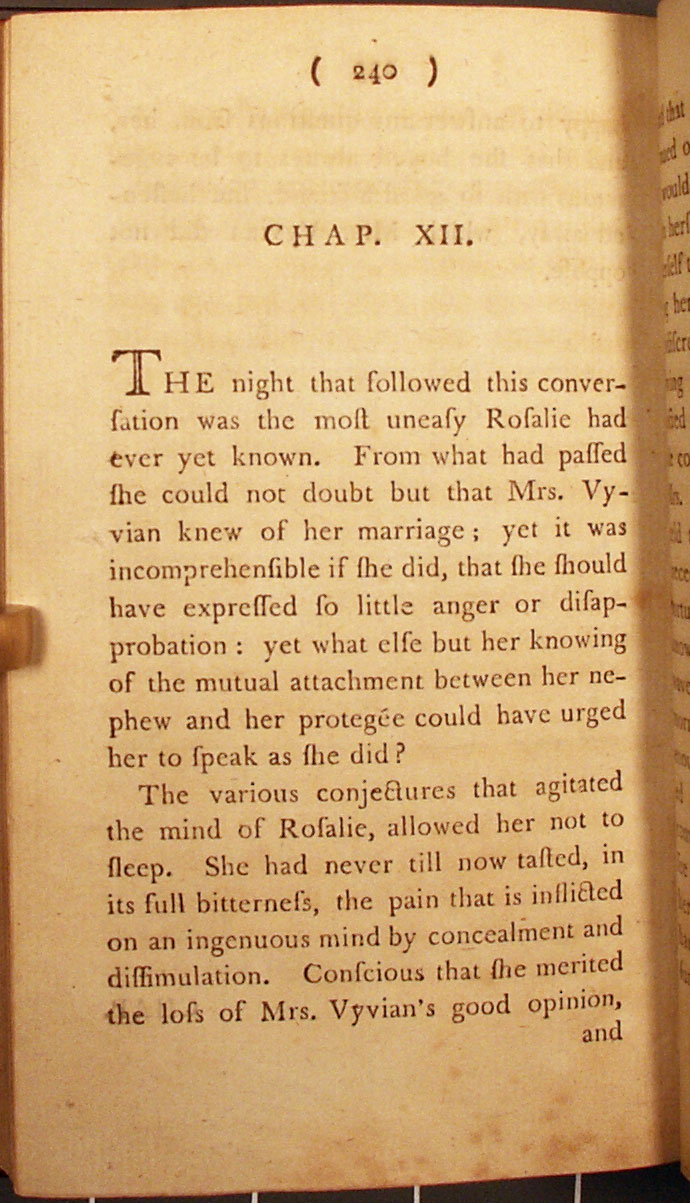 ( 240 )
CHAP. XII.
THE night that followed this conver-
ſation was the moſt uneaſy Roſalie had
ever yet known. From what had paſſed
ſhe could not doubt but that Mrs. Vy-
vian knew of her marriage ; yet it was
incomprehenſible if ſhe did, that ſhe ſhould
have expreſſed ſo little anger or diſap-
probation : yet what elſe but her knowing
of the mutual attachment between her ne-
phew and her protegée could have urged
her to ſpeak as ſhe did ?
The various conjectures that agitated
the mind of Roſalie, allowed her not to
ſleep. She had never till now taſted, in
its full bitterneſs, the pain that is inflicted
on an ingenuous mind by concealment and
diſſimulation. Conſcious that ſhe merited
the loſs of Mrs. Vyvian's good opinion,
and